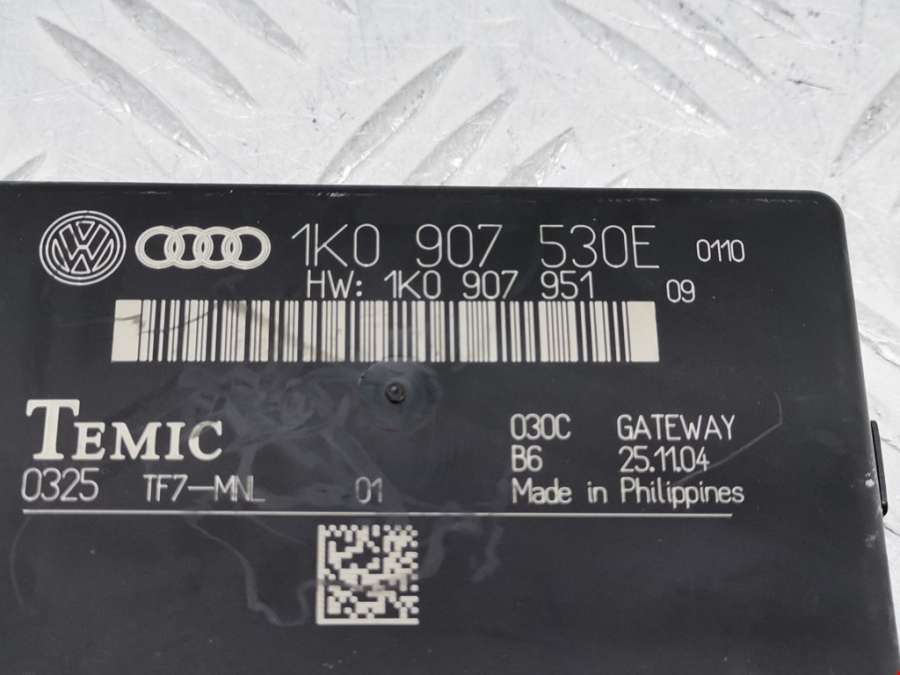 1K0 907 530E 0110
HW: 1K0 907 951 09
TEMIC
030C GATEWAY
B6 25.11.04
0325 TF7-MNL 01 Made in Philippines